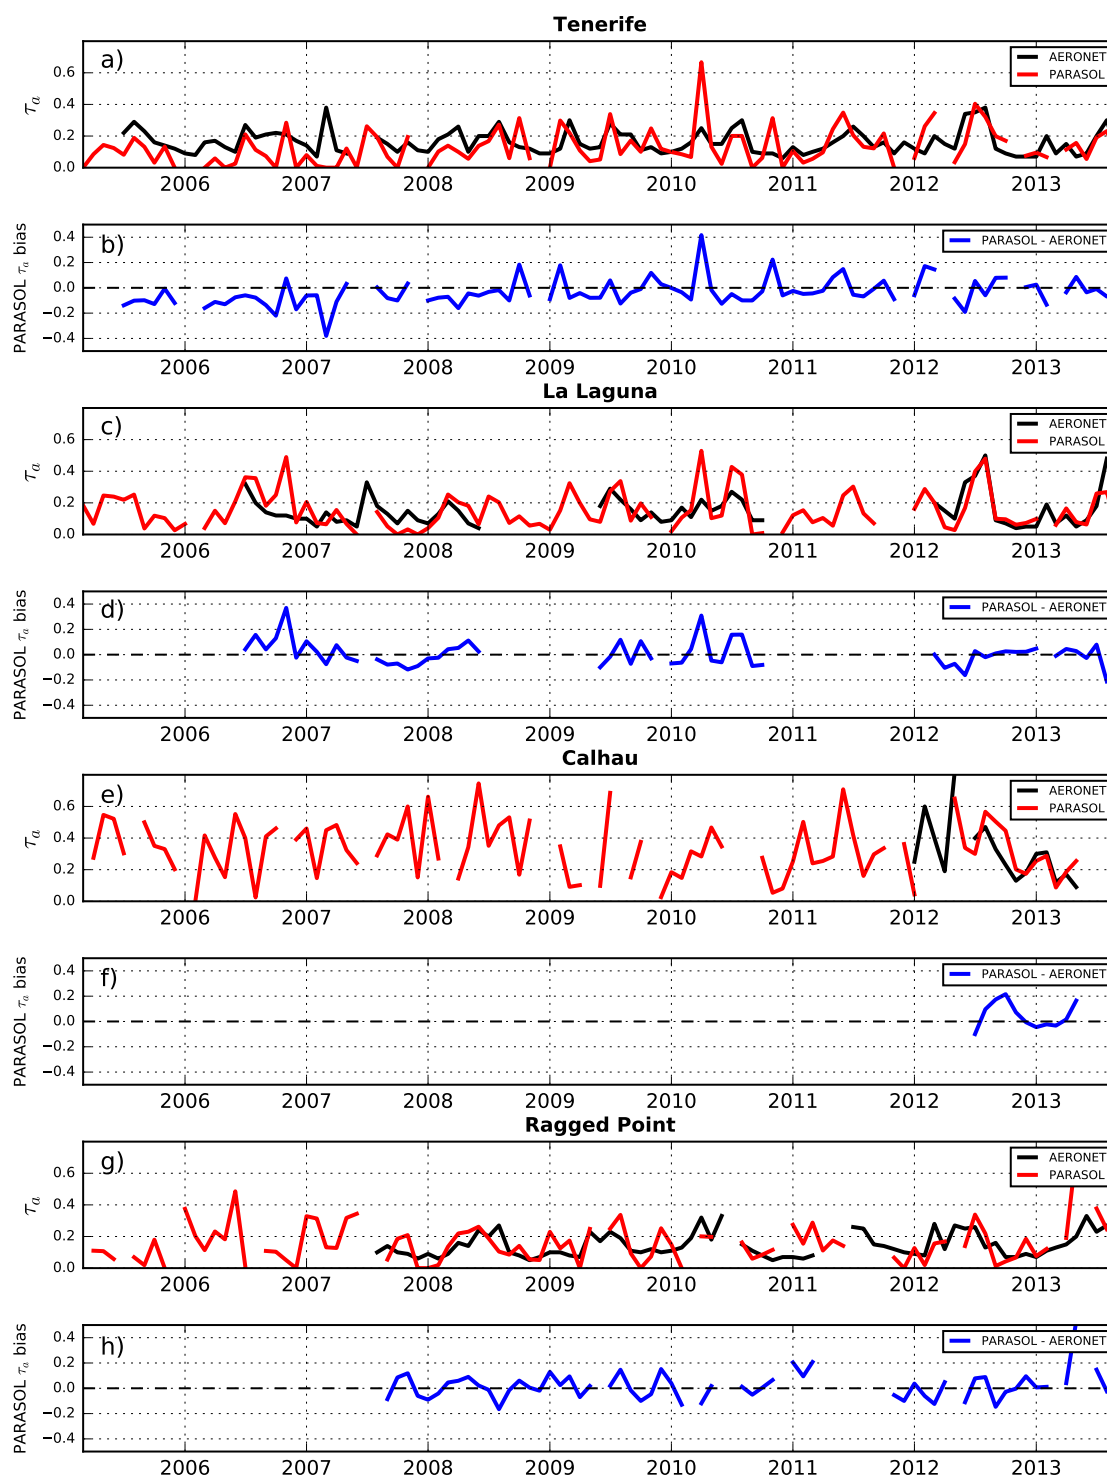 Tenerife
a)
AERONET
PARASOL
τa
0.6
0.4
0.2
0.0
2006 2007 2008 2009 2010 2011 2012 2013
b)
PARASOL - AERONET
PARASOL τa bias
0.4
0.2
0.0
−0.2
−0.4
2006 2007 2008 2009 2010 2011 2012 2013
La Laguna
c)
AERONET
PARASOL
τa
0.6
0.4
0.2
0.0
2006 2007 2008 2009 2010 2011 2012 2013
d)
PARASOL - AERONET
PARASOL τa bias
0.4
0.2
0.0
−0.2
−0.4
2006 2007 2008 2009 2010 2011 2012 2013
Calhau
e)
AERONET
PARASOL
τa
0.6
0.4
0.2
0.0
2006 2007 2008 2009 2010 2011 2012 2013
f)
PARASOL - AERONET
PARASOL τa bias
0.4
0.2
0.0
−0.2
−0.4
2006 2007 2008 2009 2010 2011 2012 2013
Ragged Point
g)
AERONET
PARASOL
τa
0.6
0.4
0.2
0.0
2006 2007 2008 2009 2010 2011 2012 2013
h)
PARASOL - AERONET
PARASOL τa bias
0.4
0.2
0.0
−0.2
−0.4
2006 2007 2008 2009 2010 2011 2012 2013